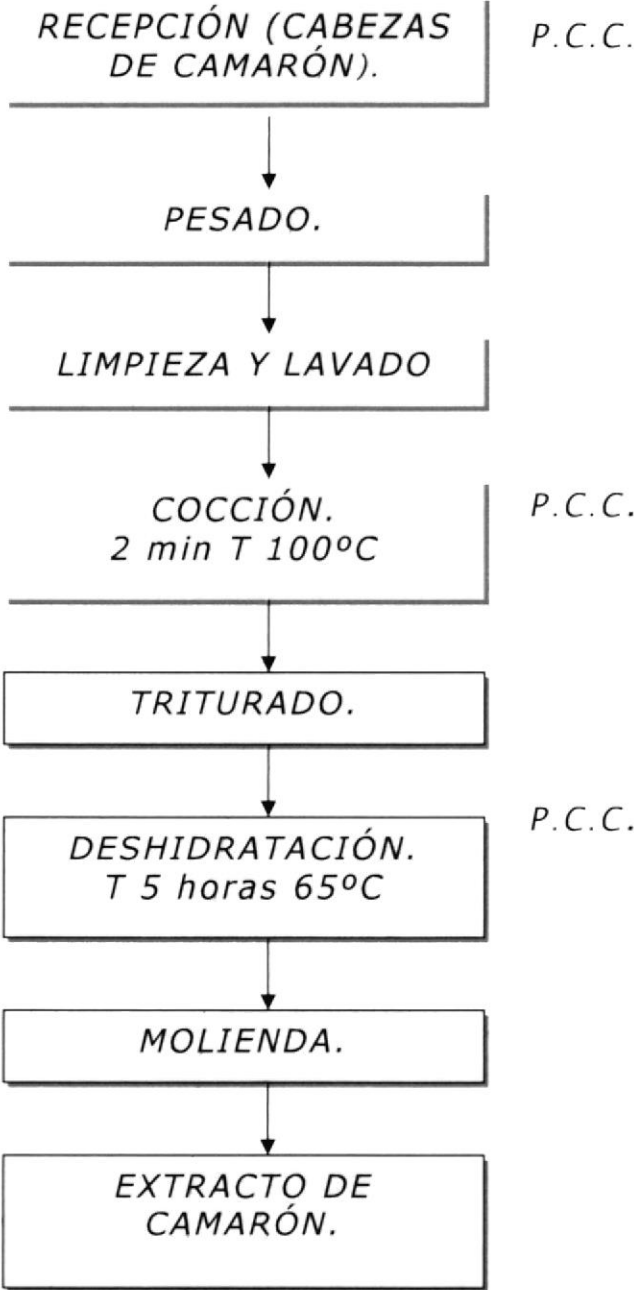 RECEPCIÓN (CABEZAS
DE CAMARÓN).
P.C.C.
PESADO.
LIMPIEZA Y LAVADO
COCCIÓN.
2 min T 100ºC
P.C.C.
TRITURADO.
P.C.C.
DESHIDRATACIÓN.
T 5 horas 65ºC
MOLIENDA.
EXTRACTO DE
CAMARÓN.